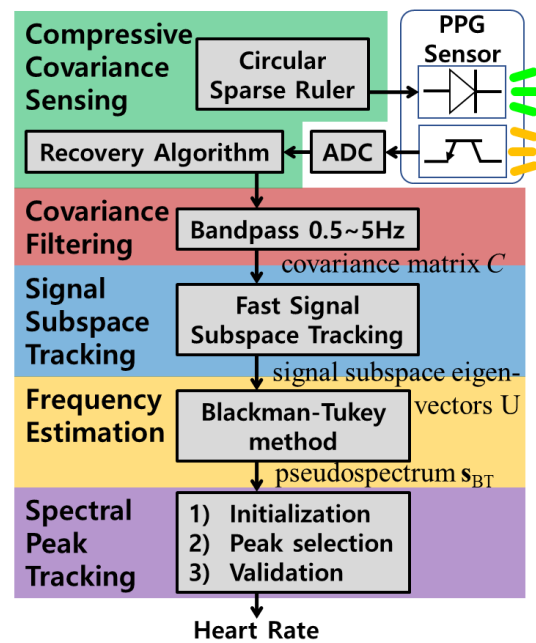 Compressive
Covariance
Sensing
Circular
Sparse Ruler
PPG
Sensor
Recovery Algorithm
ADC
Covariance
Filtering
Bandpass 0.5~5Hz
covariance matrix C
Signal
Subspace
Tracking
Fast Signal
Subspace Tracking
signal subspace eigen-
vectors U
Frequency
Estimation
Blackman-Tukey
method
pseudospectrum s_BT
Spectral
Peak
Tracking
1) Initialization
2) Peak selection
3) Validation
Heart Rate